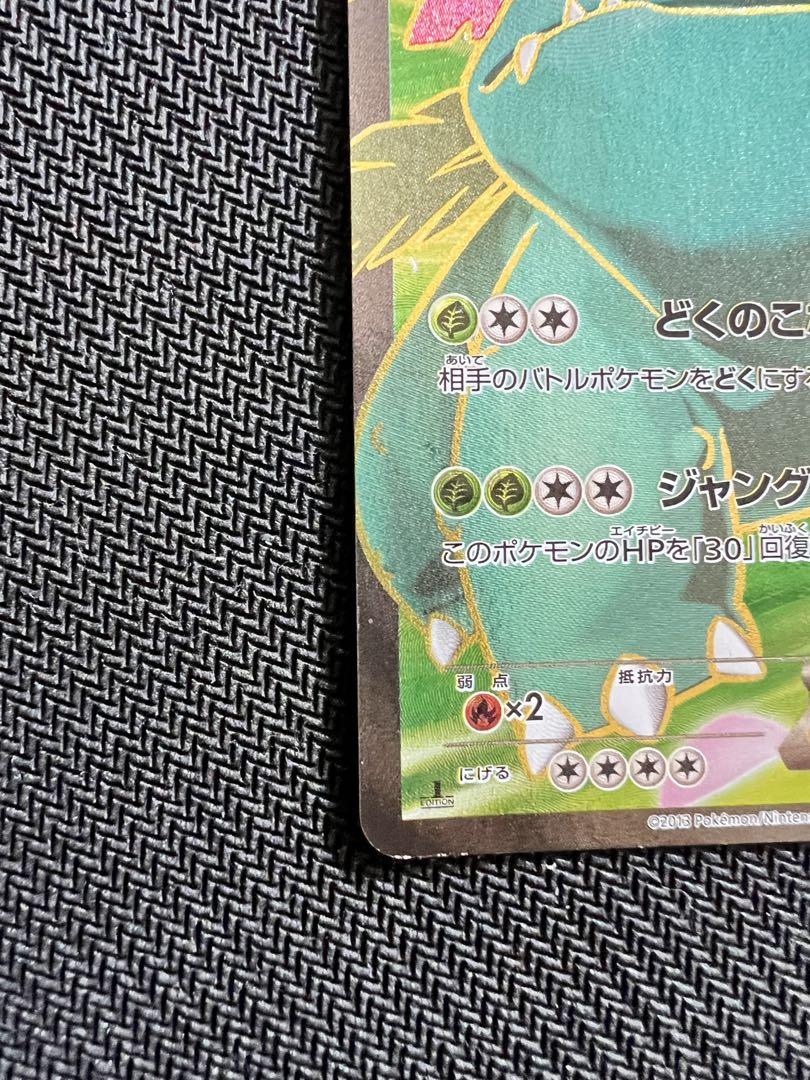 どくのこ
あいて
相手のバトルポケモンをどくにする
ジャング
エイチピー かいふく
このポケモンのHPを「30」回復
弱点 抵抗力
×2
にげる
1
EDITION
©2013 Pokémon/Ninten